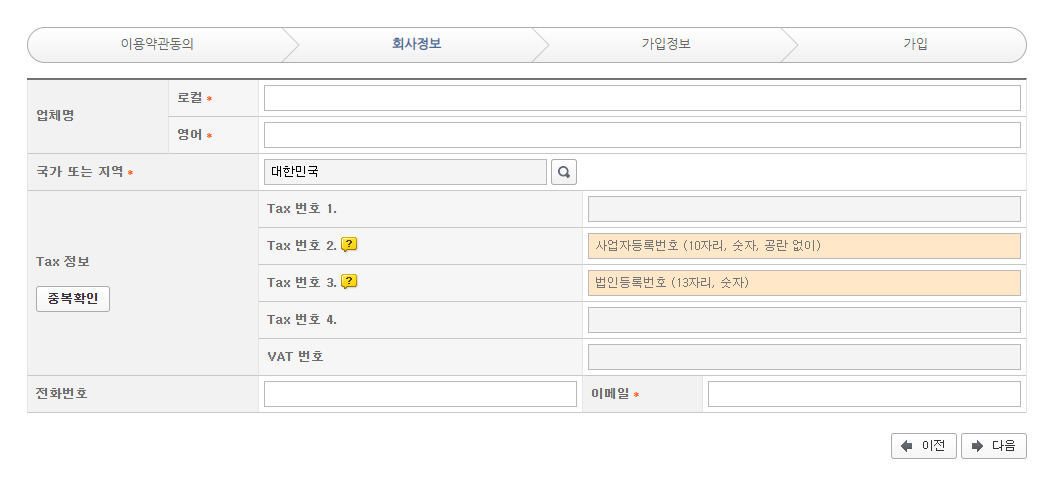 이용약관동의 회사정보 가입정보 가입
업체명
로컬 *
영어 *
국가 또는 지역 * 대한민국
Tax 정보
중복확인
Tax 번호 1.
Tax 번호 2. ? 사업자등록번호 (10자리, 숫자, 공란 없이)
Tax 번호 3. ? 법인등록번호 (13자리, 숫자)
Tax 번호 4.
VAT 번호
전화번호 이메일 *
이전 다음